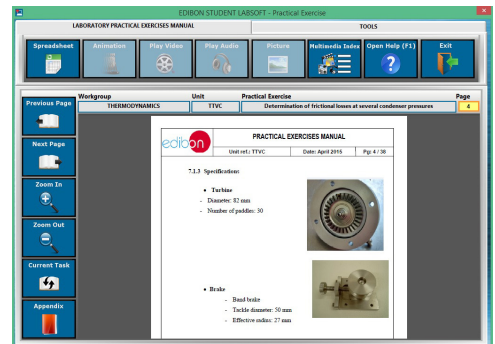 EDIBON STUDENT LABSOFT - Practical Exercise
LABORATORY PRACTICAL EXERCISES MANUAL
TOOLS
Spreadsheet
Animation
Play Video
Play Audio
Picture
Multimedia Index
Open Help (F1)
Exit
Workgroup
Unit
Practical Exercise
Page
THERMODYNAMICS
TTVC
Determination of frictional losses at several condenser pressures
4
Previous Page
Next Page
Zoom In
Zoom Out
Current Task
Appendix
edibon
PRACTICAL EXERCISES MANUAL
Unit ref.: TTVC
Date: April 2015
Pg: 4 / 38
7.1.3 Specifications
• Turbine
- Diameter: 82 mm
- Number of paddles: 30
• Brake
- Band brake
- Tackle diameter: 50 mm
- Effective radius: 27 mm